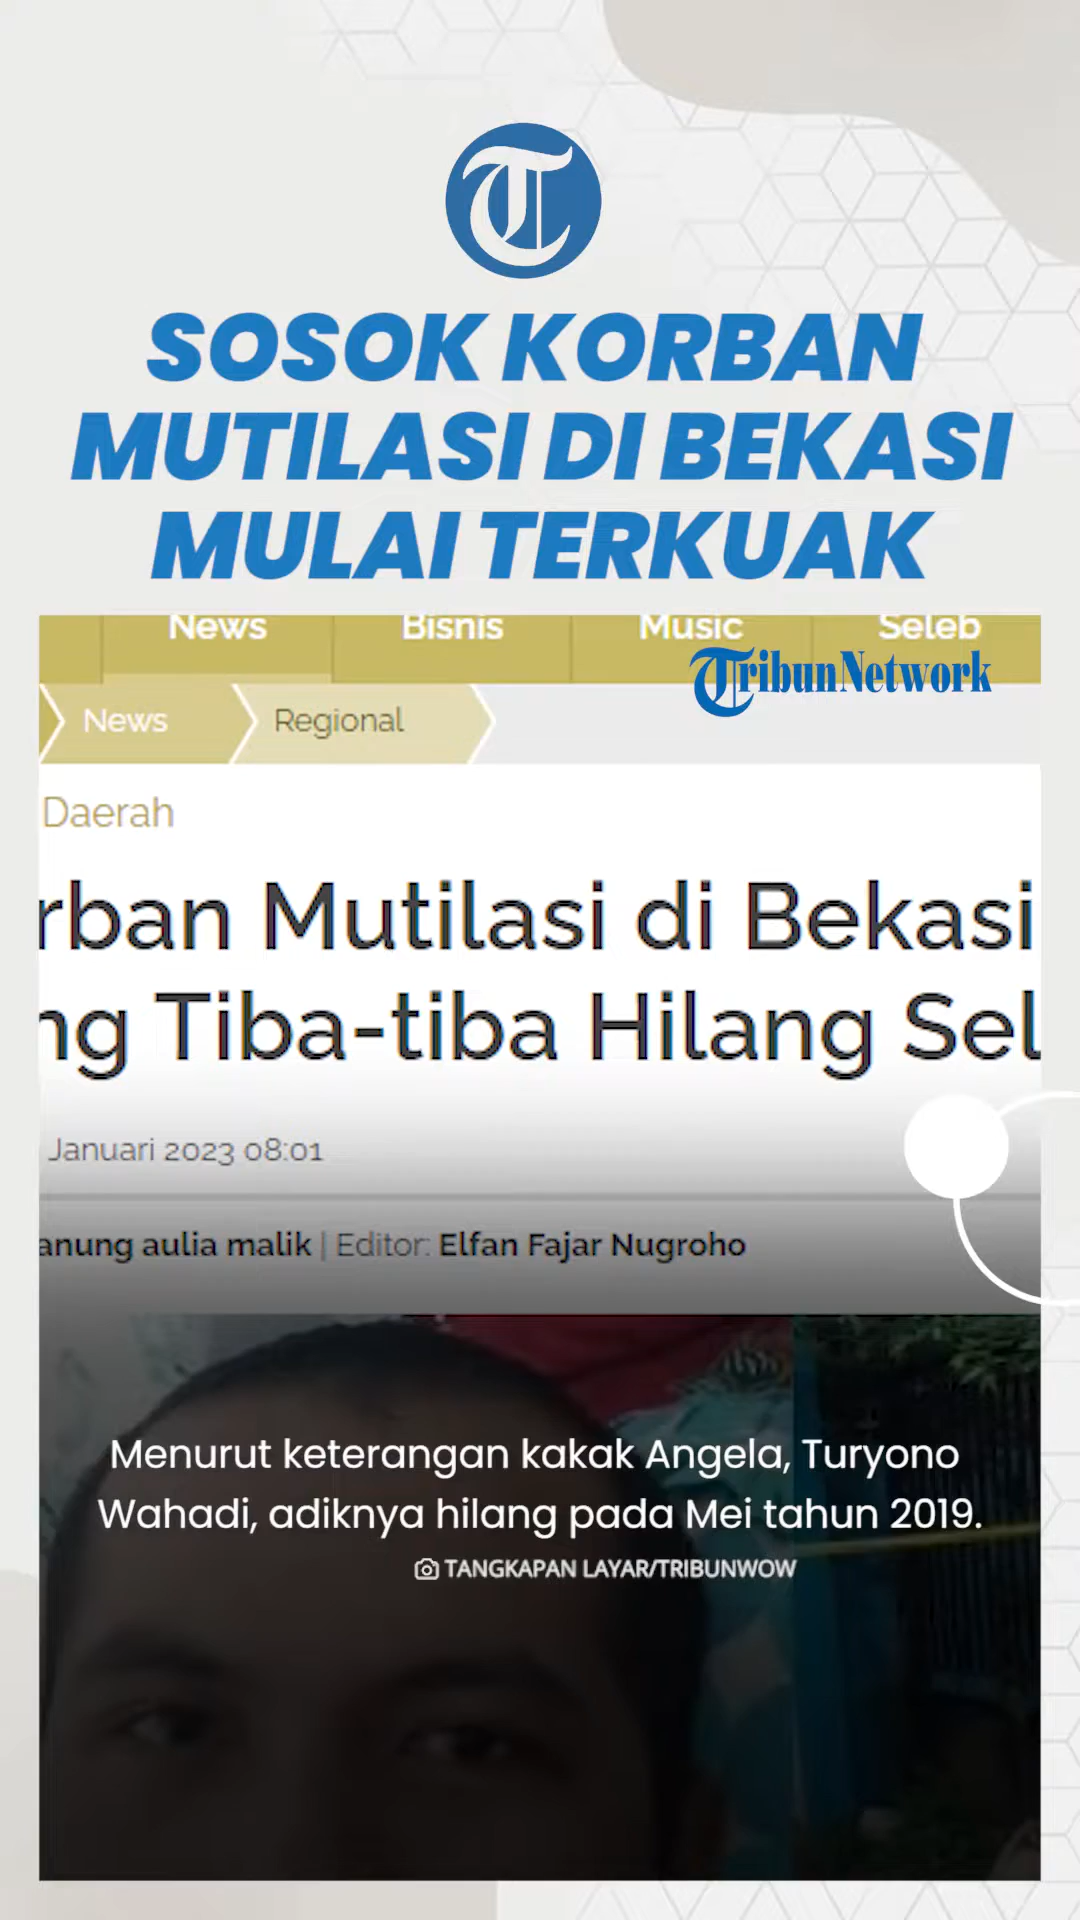 SOSOK KORBAN
MUTILASI DI BEKASI
MULAI TERKUAK
News Bisnis Music Seleb
TribunNetwork
News Regional
Daerah
rban Mutilasi di Bekasi
ng Tiba-tiba Hilang Sel
Januari 2023 08:01
anung aulia malik | Editor: Elfan Fajar Nugroho
Menurut keterangan kakak Angela, Turyono
Wahadi, adiknya hilang pada Mei tahun 2019.
TANGKAPAN LAYAR/TRIBUNWOW